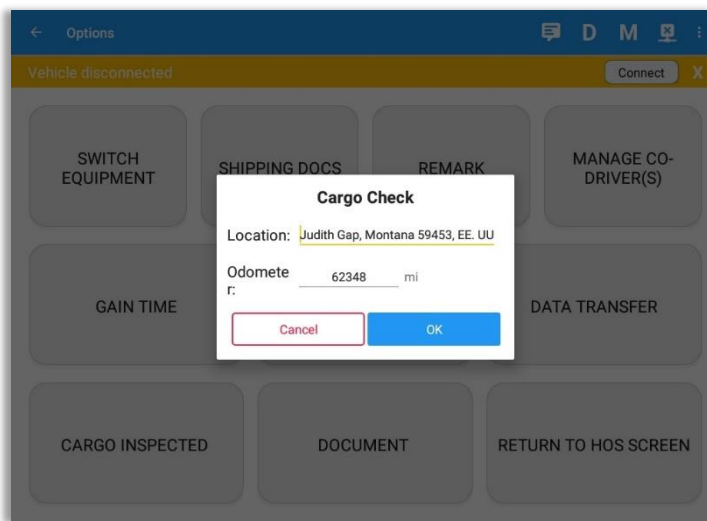 Options
D M
Vehicle disconnected
Connect X
SWITCH
EQUIPMENT
SHIPPING DOCS
REMARK
MANAGE CO-
DRIVER(S)
Cargo Check
Location: Judith Gap, Montana 59453, EE. UU
Odomete
r:
62348 mi
Cancel
OK
GAIN TIME
DATA TRANSFER
CARGO INSPECTED
DOCUMENT
RETURN TO HOS SCREEN